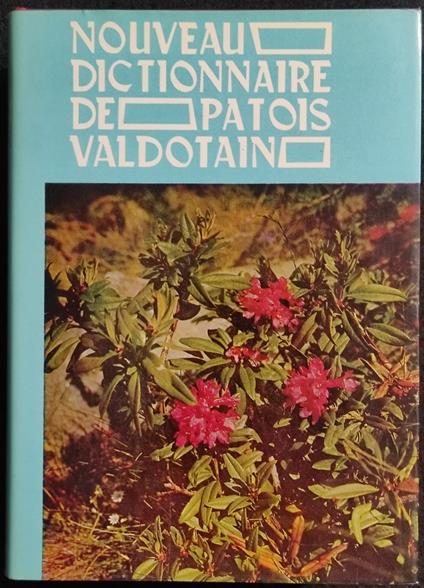 NOUVEAU
DICTIONNAIRE
DE PATOIS
VALDOTAIN